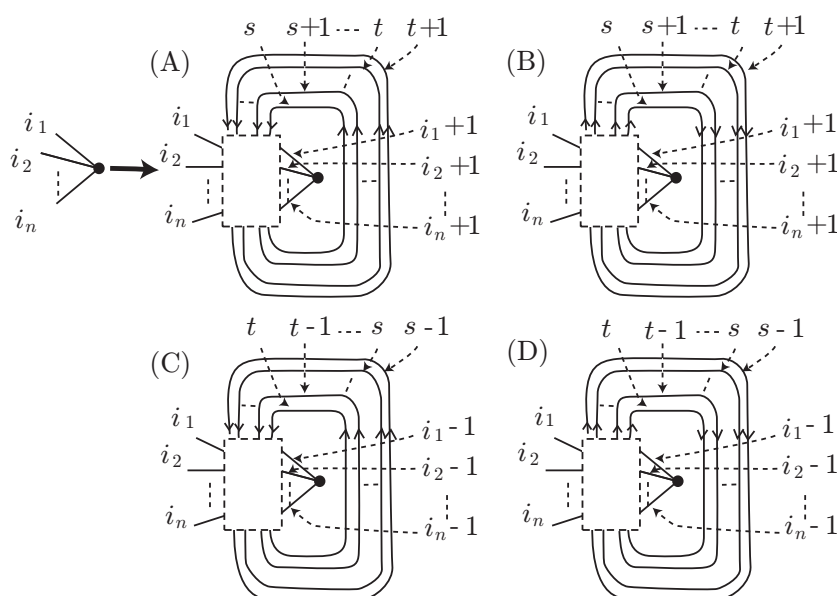 s s+1 t t+1 s s+1 t t+1
(A) (B)
i1 i1 i1+1 i1 i1+1
i2 i2 i2+1 i2 i2+1
in in in+1 in in+1
t t-1 s s-1 t t-1 s s-1
(C) (D)
i1 i1-1 i1 i1-1
i2 i2-1 i2 i2-1
in in-1 in in-1